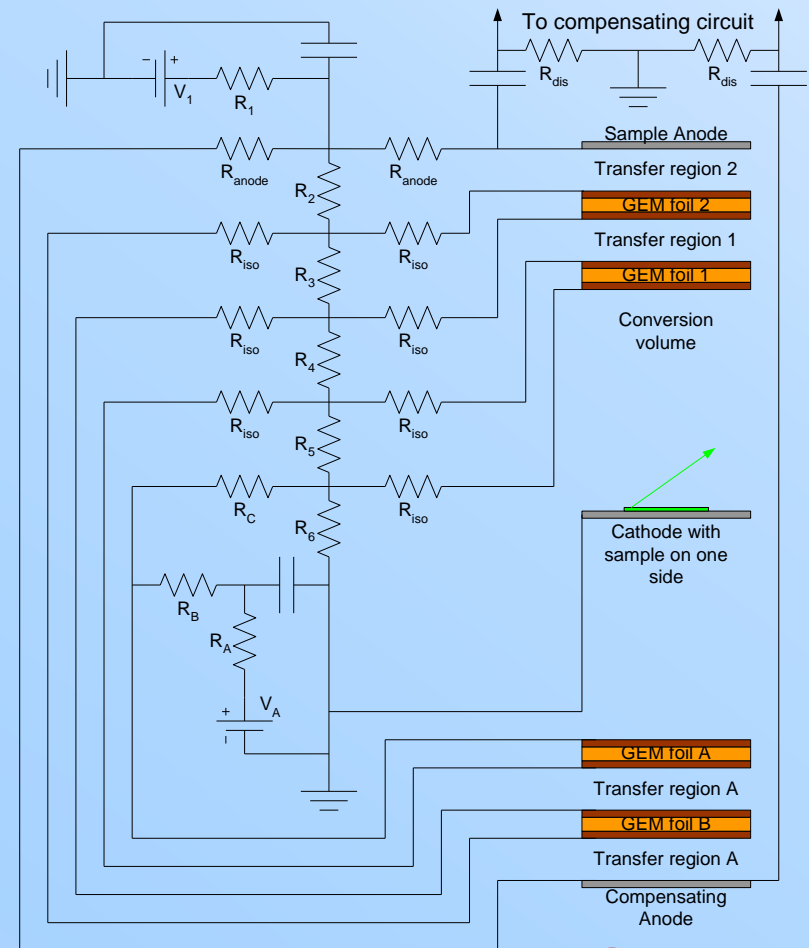 To compensating circuit
− +
V1
R1
Rdis
Rdis
Sample Anode
Ranode
Ranode
Transfer region 2
R2
GEM foil 2
Riso
Riso
Transfer region 1
R3
GEM foil 1
Riso
Riso
Conversion
volume
R4
Riso
Riso
R5
RC
Riso
R6
Cathode with
sample on one
side
RB
RA
VA
+
−
GEM foil A
Transfer region A
GEM foil B
Transfer region A
Compensating
Anode